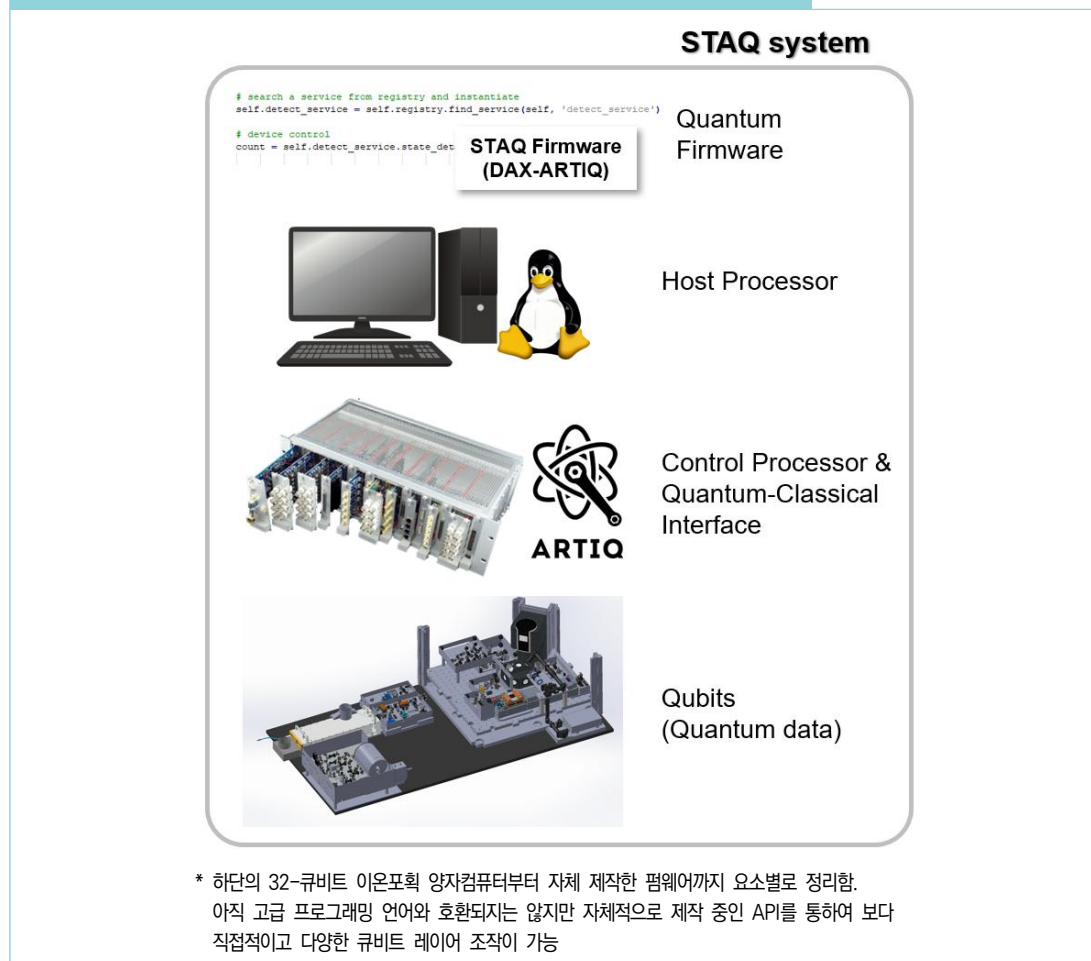 STAQ system
# search a service from registry and instantiate
self.detect_service = self.registry.find_service(self, 'detect_service')
# device control
count = self.detect_service.state_det
STAQ Firmware
(DAX-ARTIQ)
Quantum
Firmware
Host Processor
ARTIQ
Control Processor &
Quantum-Classical
Interface
Qubits
(Quantum data)
* 하단의 32-큐비트 이온포획 양자컴퓨터부터 자체 제작한 펌웨어까지 요소별로 정리함.
아직 고급 프로그래밍 언어와 호환되지는 않지만 자체적으로 제작 중인 API를 통하여 보다
직접적이고 다양한 큐비트 레이어 조작이 가능